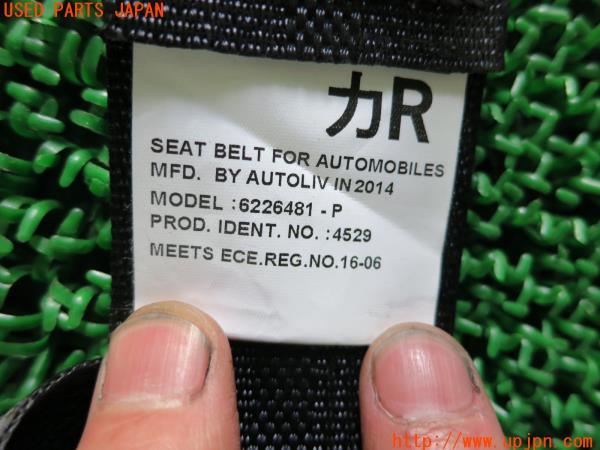 USED PARTS JAPAN
力R
SEAT BELT FOR AUTOMOBILES
MFD. BY AUTOLIV IN 2014
MODEL :6226481 - P
PROD. IDENT. NO. :4529
MEETS ECE.REG.NO.16-06
http://www.upjpn.com/